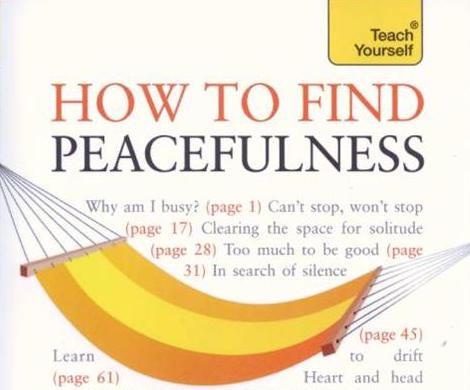 Teach®
Yourself
HOW TO FIND
PEACEFULNESS
Why am I busy? (page 1) Can't stop, won't stop
(page 17) Clearing the space for solitude
(page 28) Too much to be good (page
31) In search of silence
(page 45)
Learn to drift
(page 61) Heart and head